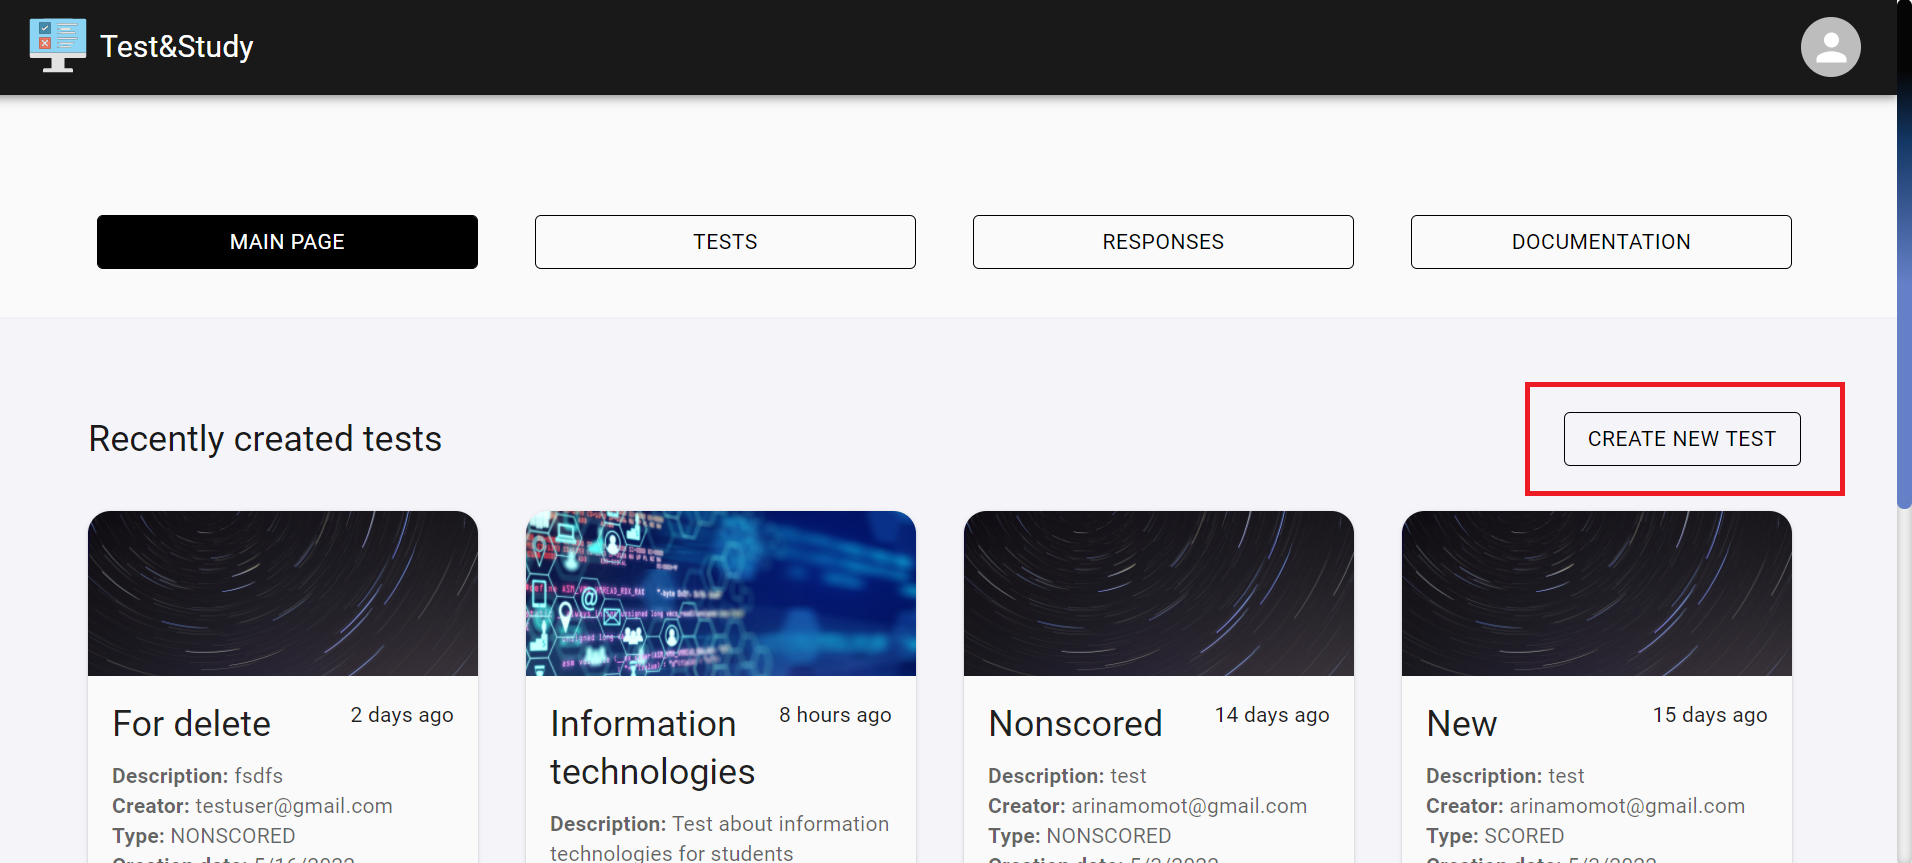 Test&Study
MAIN PAGE
TESTS
RESPONSES
DOCUMENTATION
Recently created tests
CREATE NEW TEST
For delete
2 days ago
Description: fsdfs
Creator: testuser@gmail.com
Type: NONSCORED
Information
technologies
8 hours ago
Description: Test about information
technologies for students
Nonscored
14 days ago
Description: test
Creator: arinamomot@gmail.com
Type: NONSCORED
New
15 days ago
Description: test
Creator: arinamomot@gmail.com
Type: SCORED